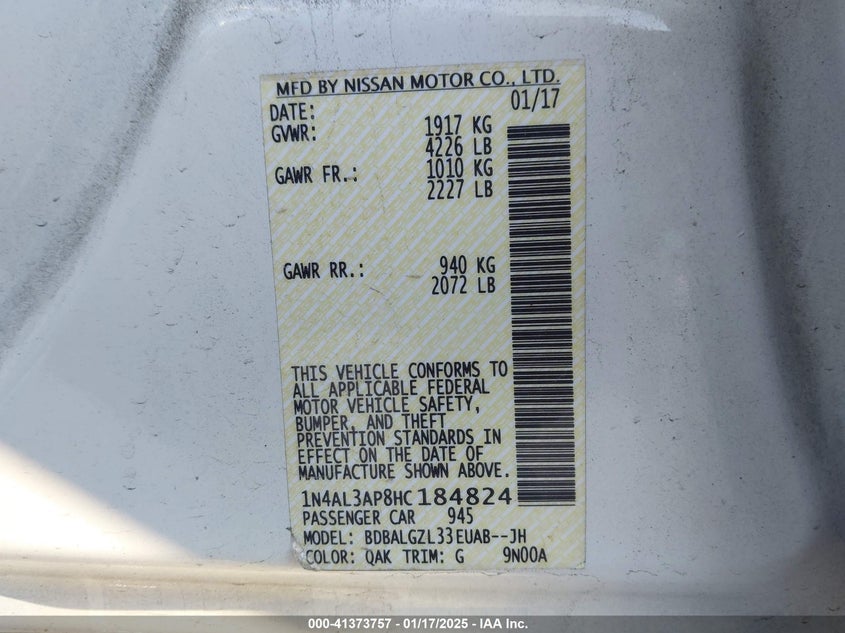 MFD BY NISSAN MOTOR CO., LTD.
DATE: 01/17
GVWR: 1917 KG
4226 LB
GAWR FR.: 1010 KG
2227 LB
GAWR RR.: 940 KG
2072 LB
THIS VEHICLE CONFORMS TO
ALL APPLICABLE FEDERAL
MOTOR VEHICLE SAFETY,
BUMPER, AND THEFT
PREVENTION STANDARDS IN
EFFECT ON THE DATE OF
MANUFACTURE SHOWN ABOVE.
1N4AL3AP8HC184824
PASSENGER CAR 945
MODEL: BDBALGZL33EUAB--JH
COLOR: QAK TRIM: G 9N00A
000-41373757 - 01/17/2025 - IAA Inc.